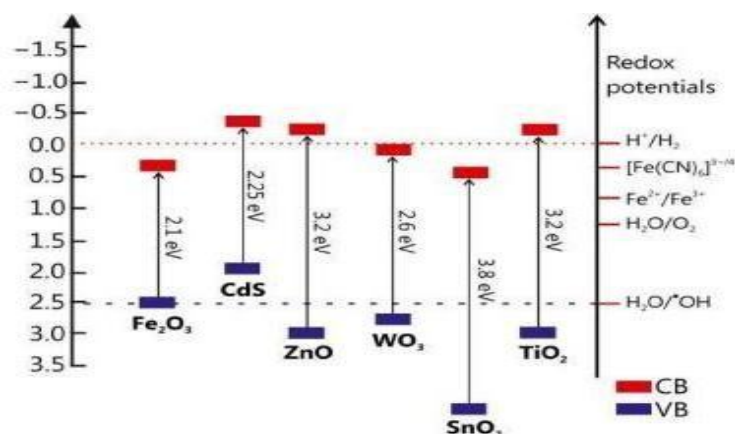 −1.5
−1.0
−0.5
0.0
0.5
1.0
1.5
2.0
2.5
3.0
3.5
2.1 eV
2.25 eV
3.2 eV
2.6 eV
3.8 eV
3.2 eV
Fe₂O₃
CdS
ZnO
WO₃
SnO₂
TiO₂
Redox
potentials
H⁺/H₂
[Fe(CN)₆]³⁻/⁴
Fe²⁺/Fe³⁺
H₂O/O₂
H₂O/•OH
CB
VB